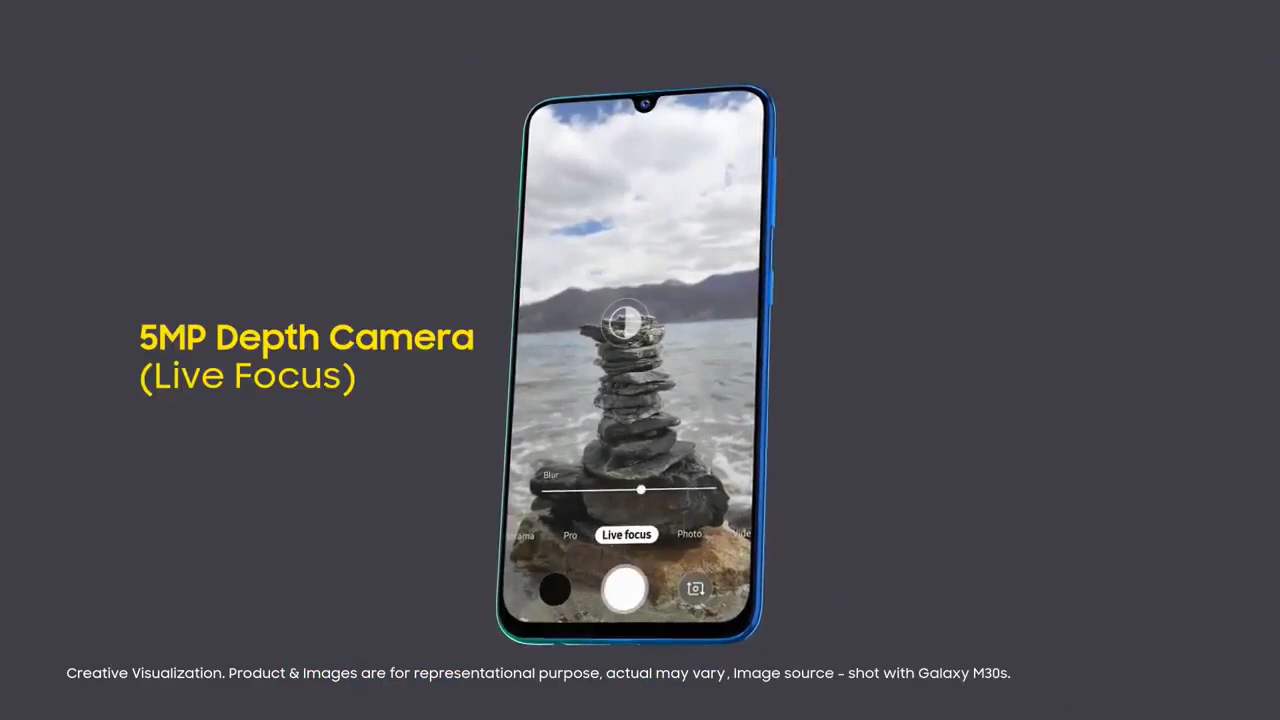 5MP Depth Camera
(Live Focus)
Blur
Pro Live focus Photo
Creative Visualization. Product & Images are for representational purpose, actual may vary, Image source - shot with Galaxy M30s.